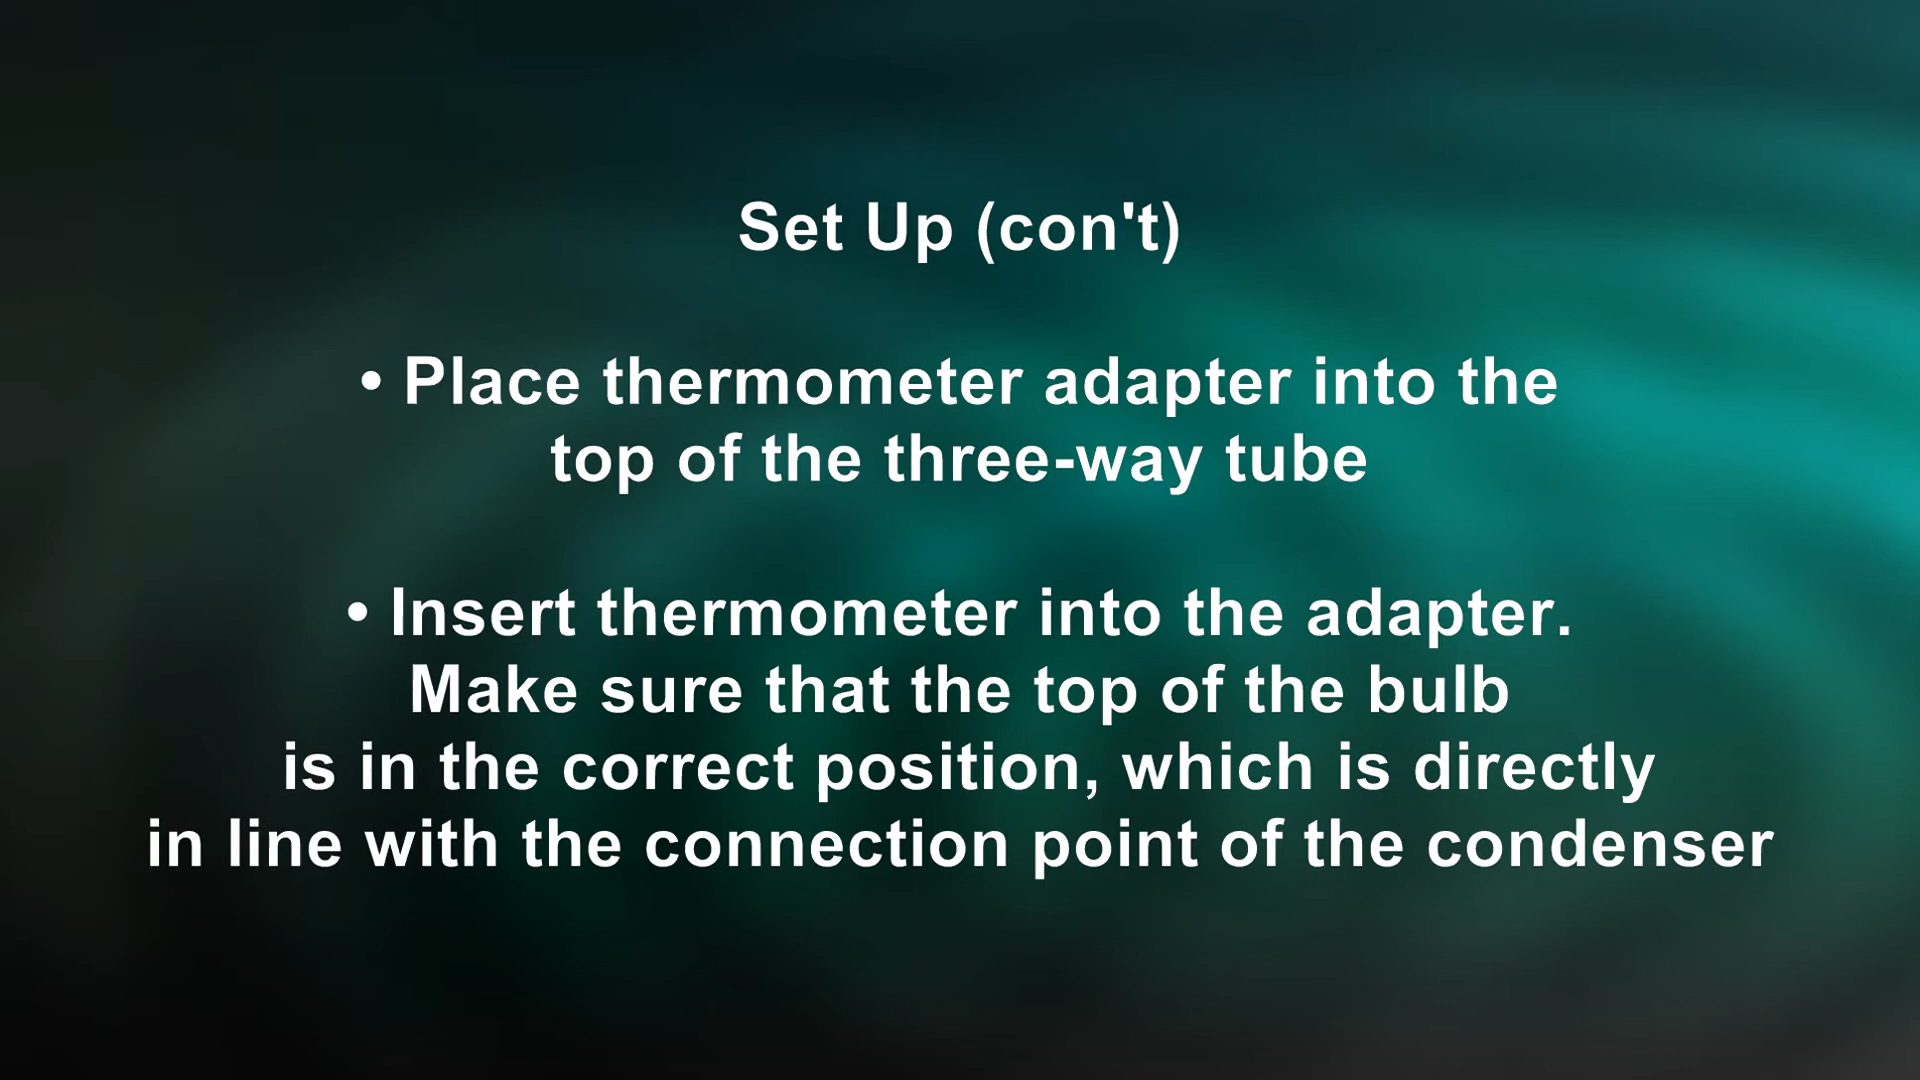 Set Up (con't)
• Place thermometer adapter into the
top of the three-way tube
• Insert thermometer into the adapter.
Make sure that the top of the bulb
is in the correct position, which is directly
in line with the connection point of the condenser